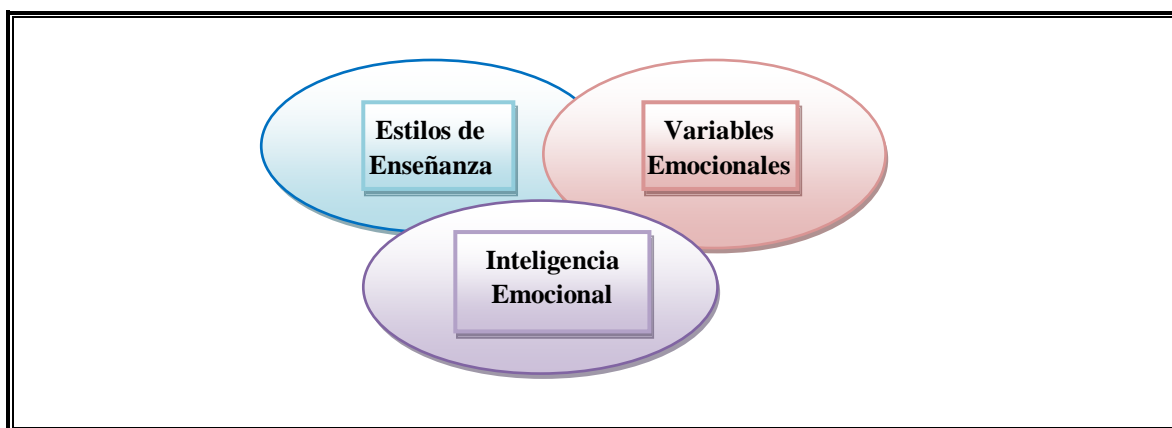 Estilos de
Enseñanza
Variables
Emocionales
Inteligencia
Emocional